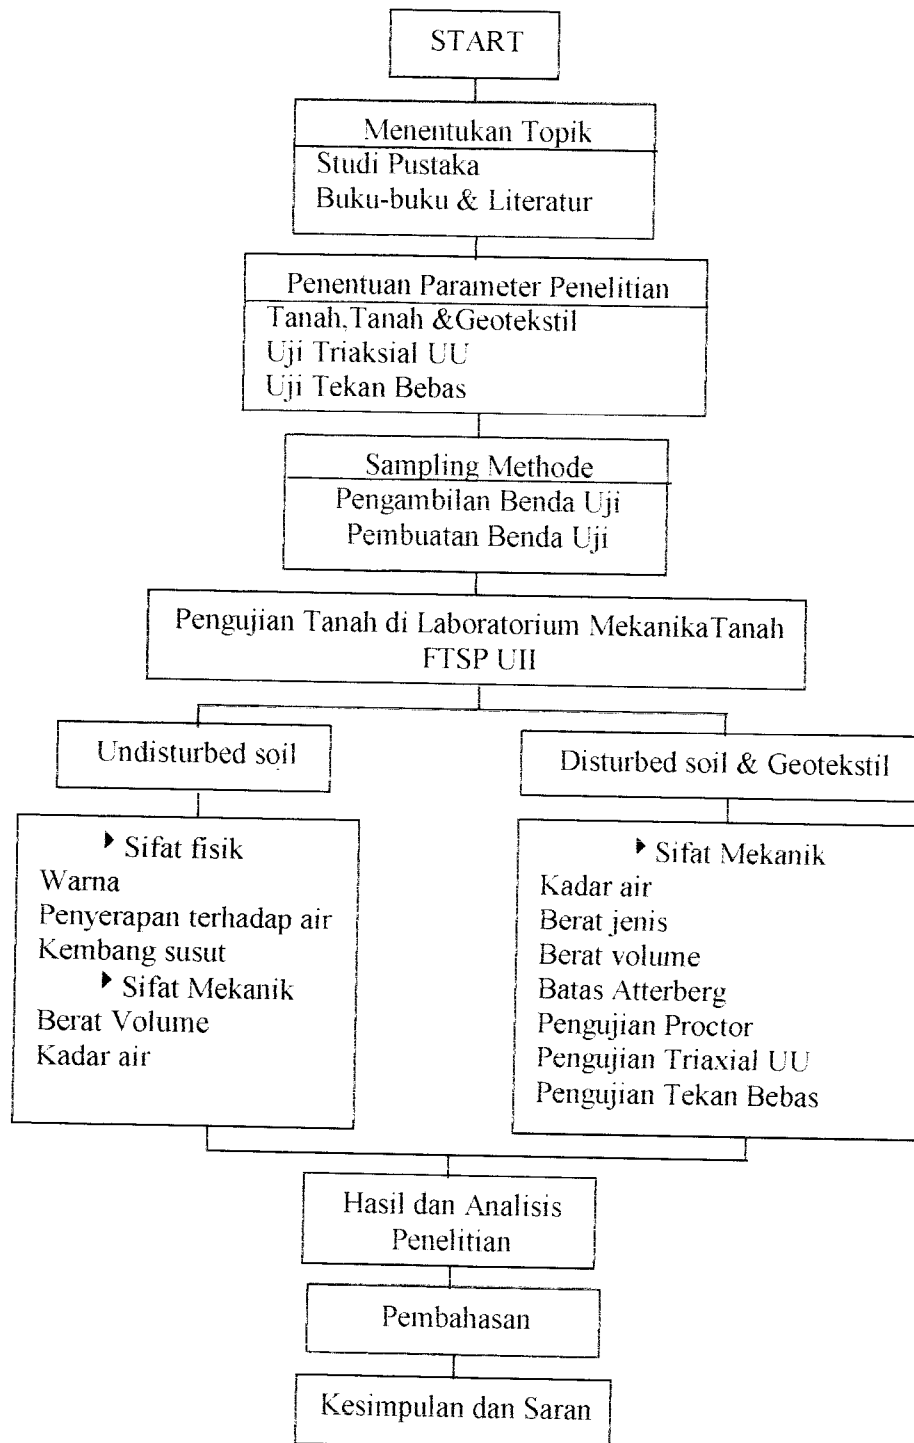 START
Menentukan Topik
Studi Pustaka
Buku-buku & Literatur
Penentuan Parameter Penelitian
Tanah,Tanah &Geotekstil
Uji Triaksial UU
Uji Tekan Bebas
Sampling Methode
Pengambilan Benda Uji
Pembuatan Benda Uji
Pengujian Tanah di Laboratorium MekanikaTanah
FTSP UII
Undisturbed soil
Sifat fisik
Warna
Penyerapan terhadap air
Kembang susut
Sifat Mekanik
Berat Volume
Kadar air
Disturbed soil & Geotekstil
Sifat Mekanik
Kadar air
Berat jenis
Berat volume
Batas Atterberg
Pengujian Proctor
Pengujian Triaxial UU
Pengujian Tekan Bebas
Hasil dan Analisis
Penelitian
Pembahasan
Kesimpulan dan Saran